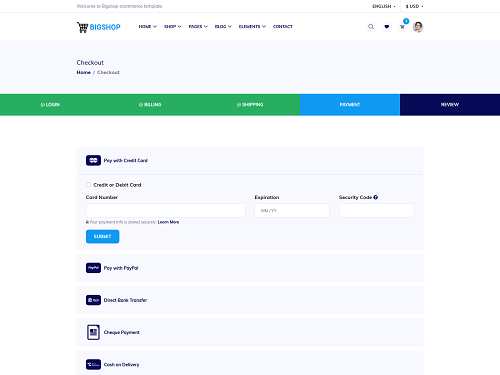 Welcome to Bigshop ecommerce template.
ENGLISH
$ USD
BIGSHOP
HOME
SHOP
PAGES
BLOG
ELEMENTS
CONTACT
Checkout
Home / Checkout
LOGIN
BILLING
SHIPPING
PAYMENT
REVIEW
Pay with Credit Card
Credit or Debit Card
Card Number
Expiration
Security Code
MM / YY
Your payment info is stored securely. Learn More
SUBMIT
PayPal
Pay with PayPal
Direct Bank Transfer
Cheque Payment
Cash on Delivery